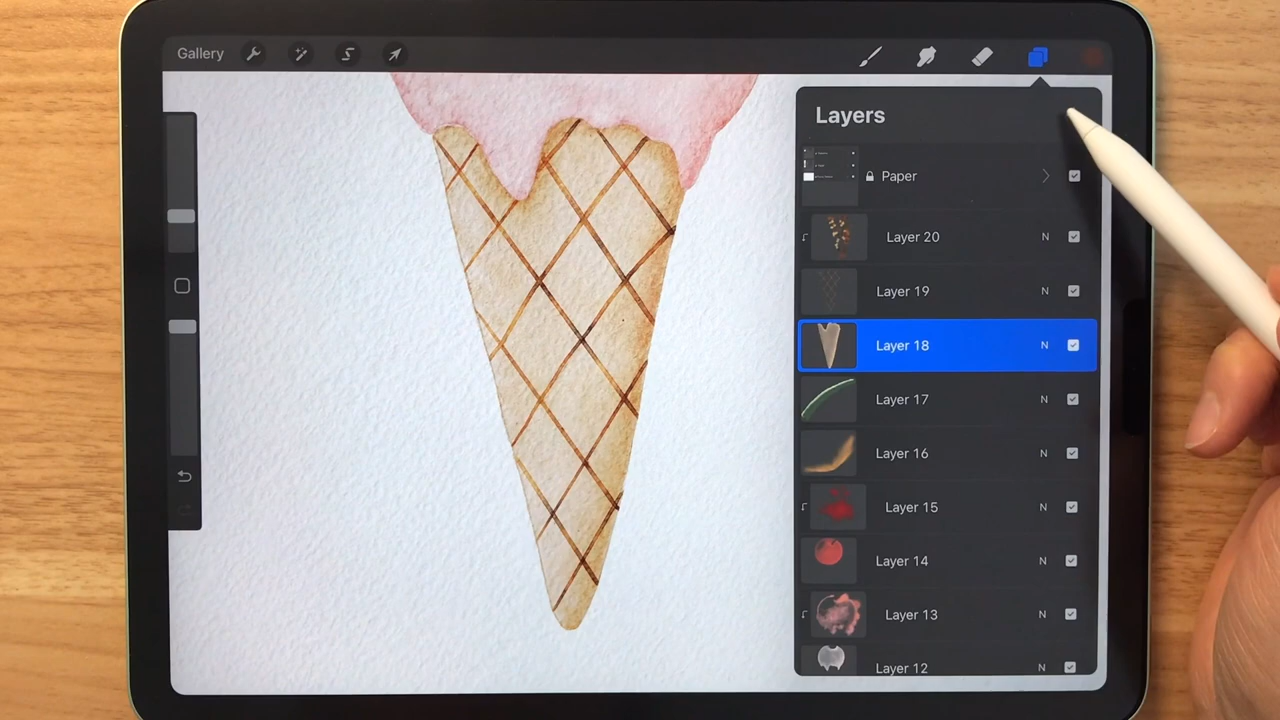 Gallery
Layers
Paper
Layer 20 N
Layer 19 N
Layer 18 N
Layer 17 N
Layer 16 N
Layer 15 N
Layer 14 N
Layer 13 N
Layer 12 N